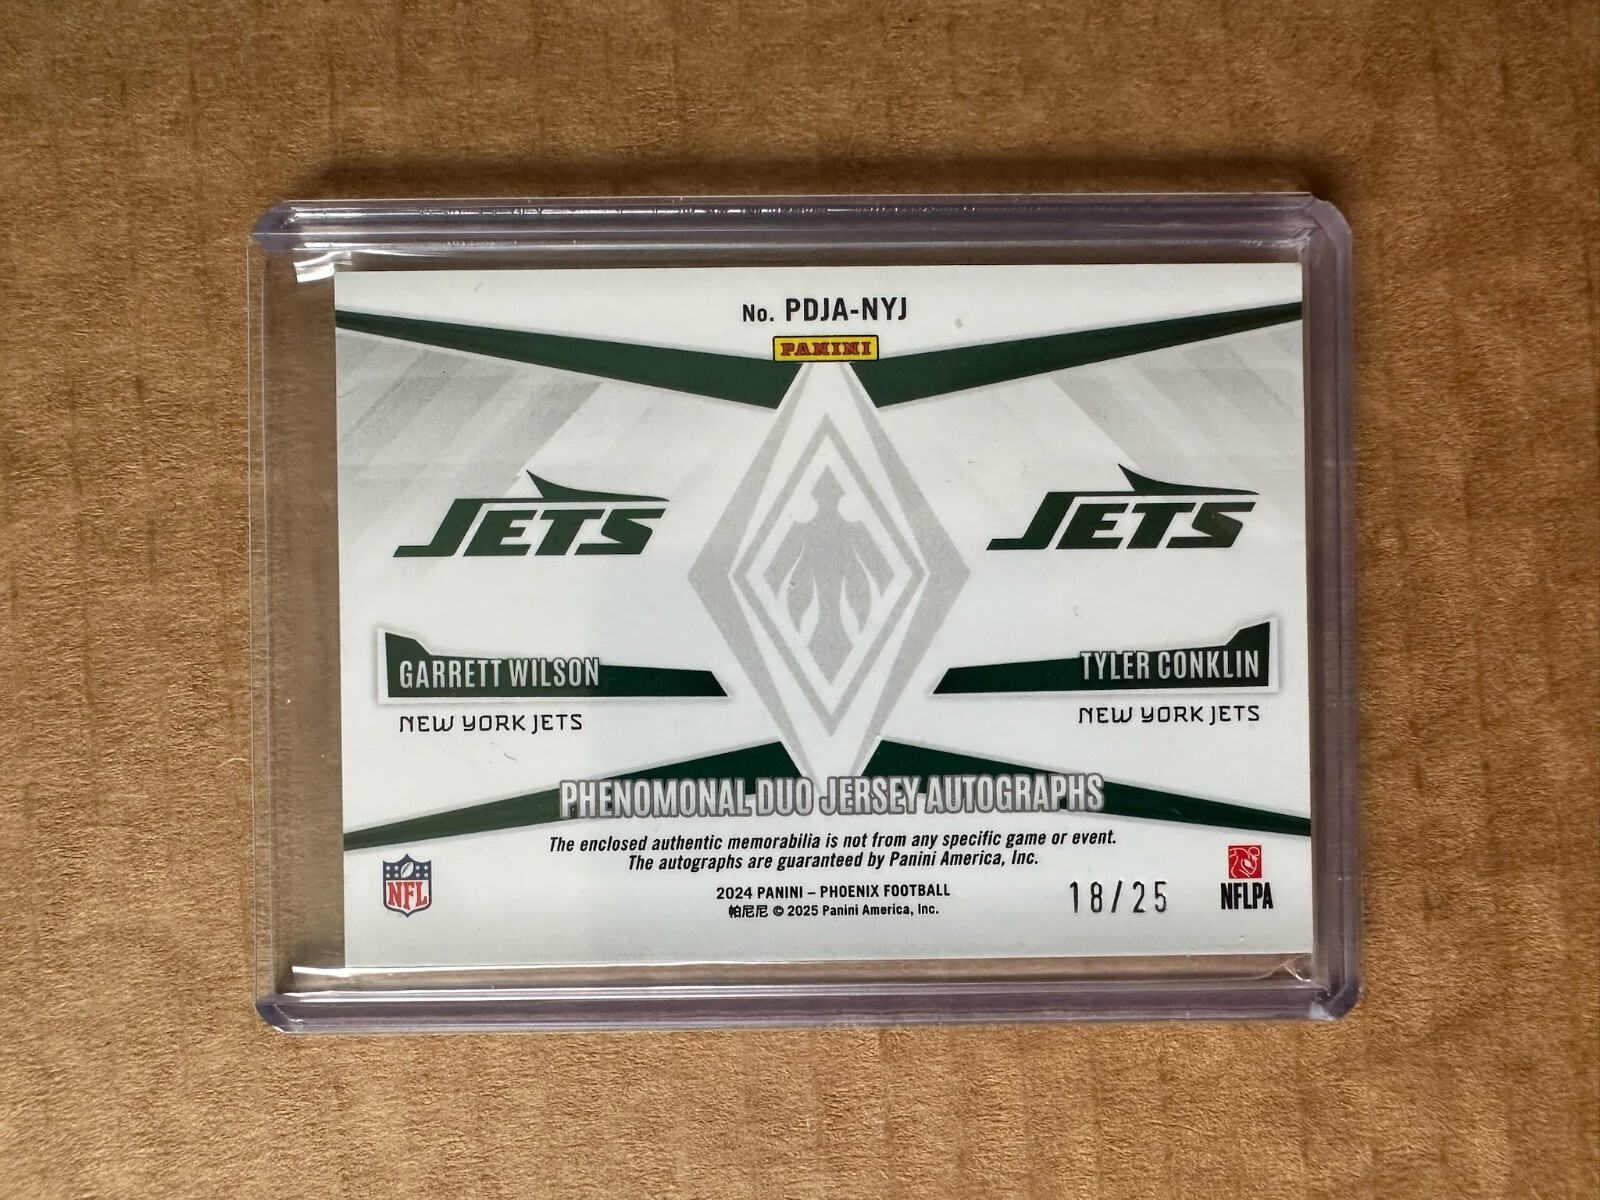 No. PDJA-NYJ
PANINI
JETS
JETS
GARRETT WILSON
NEW YORK JETS
TYLER CONKLIN
NEW YORK JETS
PHENOMONAL DUO JERSEY AUTOGRAPHS
The enclosed authentic memorabilia is not from any specific game or event.
The autographs are guaranteed by Panini America, Inc.
2024 PANINI – PHOENIX FOOTBALL
帕尼尼 © 2025 Panini America, Inc.
18/25
NFL
NFLPA